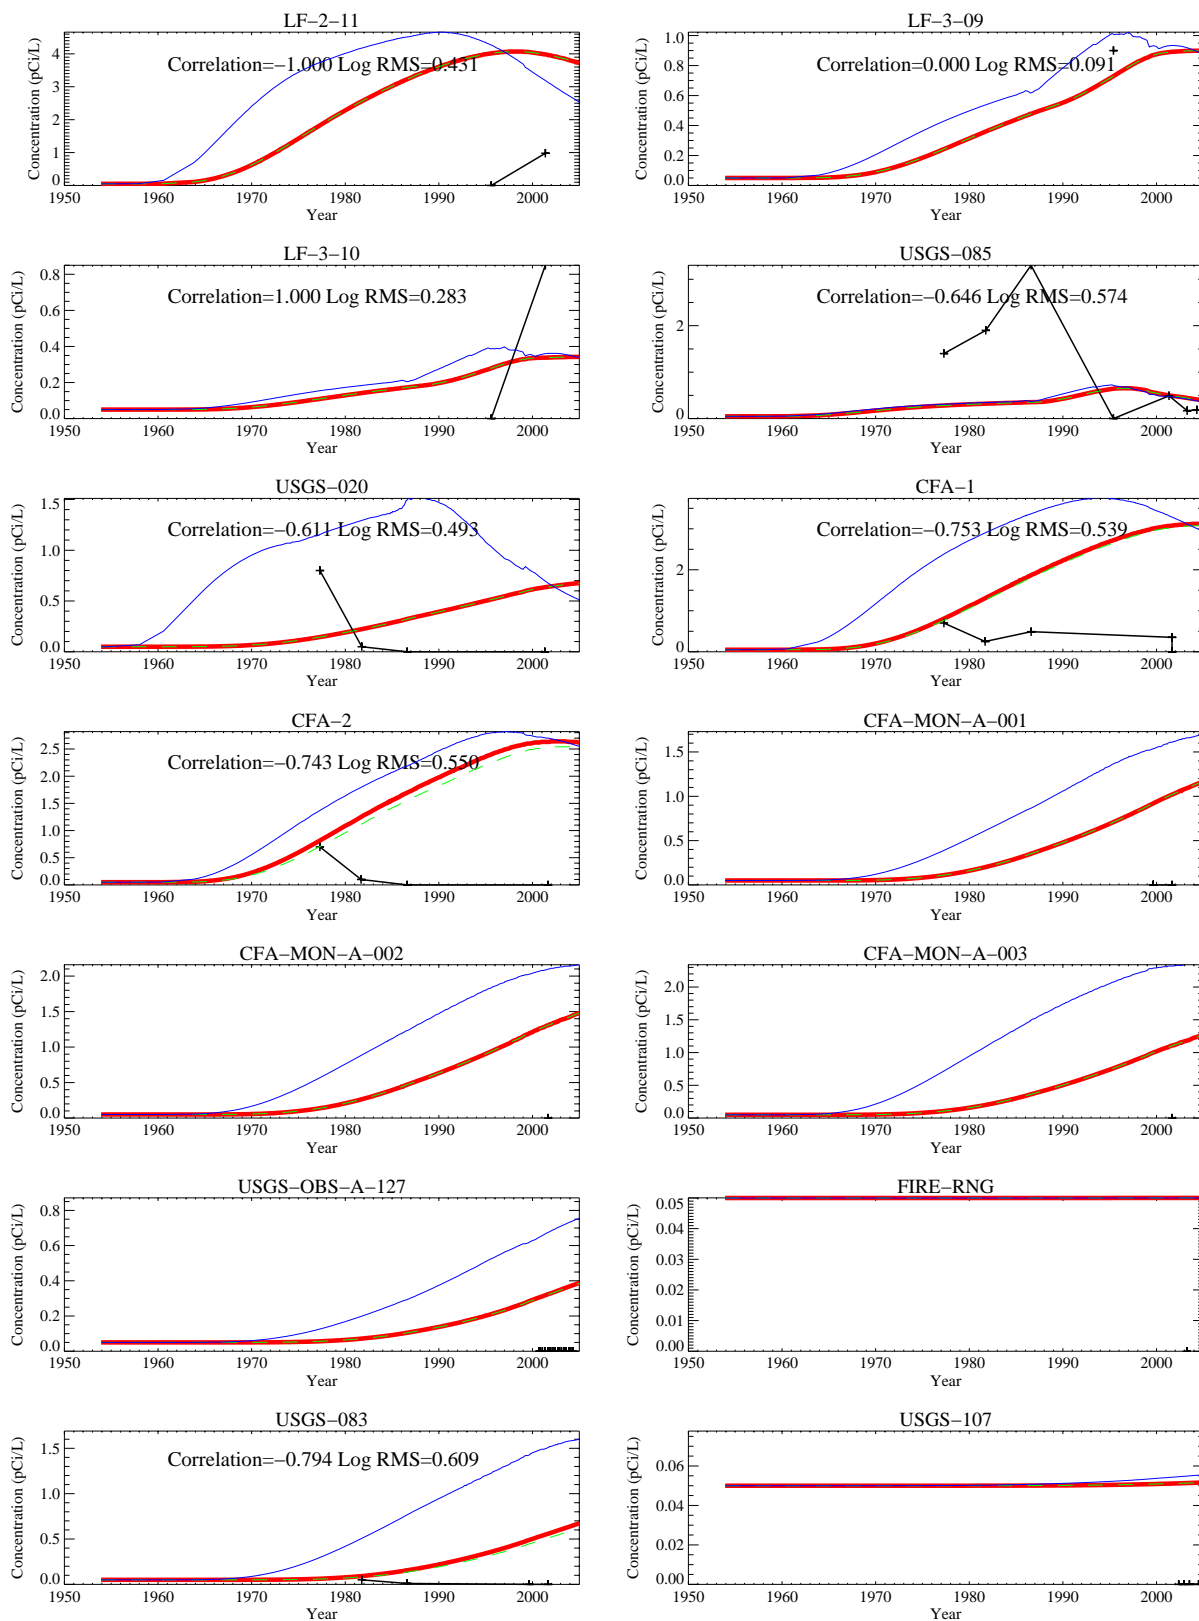 LF−2−11
Correlation=−1.000 Log RMS=0.431
Concentration (pCi/L)
0
1
2
3
4
1950 1960 1970 1980 1990 2000
Year
LF−3−09
Correlation=0.000 Log RMS=0.091
Concentration (pCi/L)
0.0
0.2
0.4
0.6
0.8
1.0
1950 1960 1970 1980 1990 2000
Year
LF−3−10
Correlation=1.000 Log RMS=0.283
Concentration (pCi/L)
0.0
0.2
0.4
0.6
0.8
1950 1960 1970 1980 1990 2000
Year
USGS−085
Correlation=−0.646 Log RMS=0.574
Concentration (pCi/L)
0
2
1950 1960 1970 1980 1990 2000
Year
USGS−020
Correlation=−0.611 Log RMS=0.493
Concentration (pCi/L)
0.0
0.5
1.0
1.5
1950 1960 1970 1980 1990 2000
Year
CFA−1
Correlation=−0.753 Log RMS=0.539
Concentration (pCi/L)
0
2
1950 1960 1970 1980 1990 2000
Year
CFA−2
Correlation=−0.743 Log RMS=0.550
Concentration (pCi/L)
0.0
0.5
1.0
1.5
2.0
2.5
1950 1960 1970 1980 1990 2000
Year
CFA−MON−A−001
Concentration (pCi/L)
0.0
0.5
1.0
1.5
1950 1960 1970 1980 1990 2000
Year
CFA−MON−A−002
Concentration (pCi/L)
0.0
0.5
1.0
1.5
2.0
1950 1960 1970 1980 1990 2000
Year
CFA−MON−A−003
Concentration (pCi/L)
0.0
0.5
1.0
1.5
2.0
1950 1960 1970 1980 1990 2000
Year
USGS−OBS−A−127
Concentration (pCi/L)
0.0
0.2
0.4
0.6
0.8
1950 1960 1970 1980 1990 2000
Year
FIRE−RNG
Concentration (pCi/L)
0.00
0.01
0.02
0.03
0.04
0.05
1950 1960 1970 1980 1990 2000
Year
USGS−083
Correlation=−0.794 Log RMS=0.609
Concentration (pCi/L)
0.0
0.5
1.0
1.5
1950 1960 1970 1980 1990 2000
Year
USGS−107
Concentration (pCi/L)
0.00
0.02
0.04
0.06
1950 1960 1970 1980 1990 2000
Year